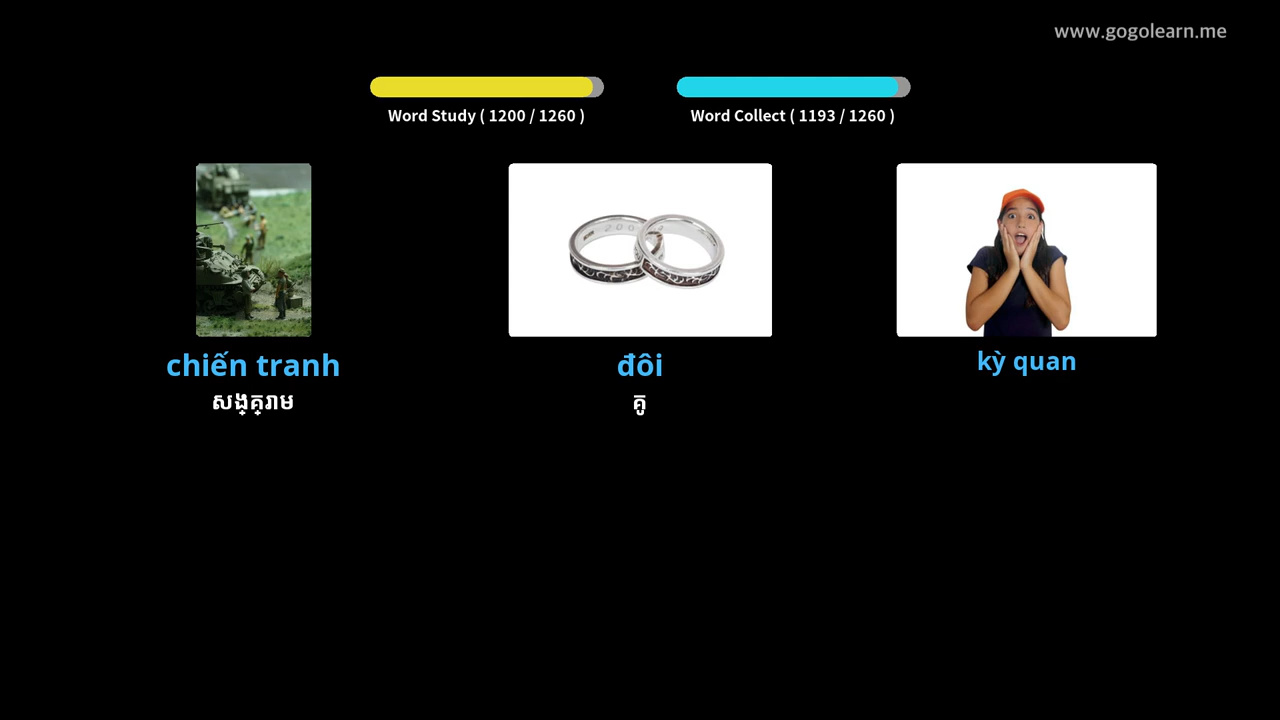 www.gogolearn.me
Word Study ( 1200 / 1260 )
Word Collect ( 1193 / 1260 )
chiến tranh
សង្គ្រាម
đôi
គូ
kỳ quan